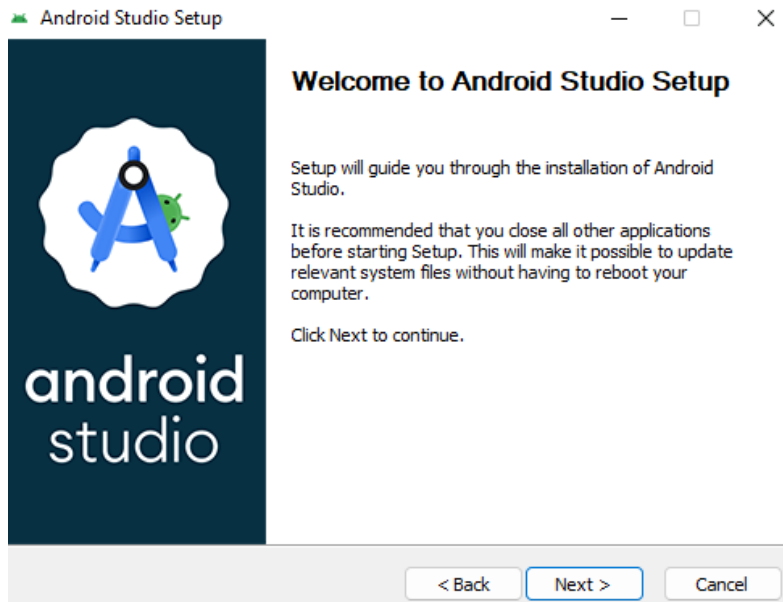 Android Studio Setup
Welcome to Android Studio Setup
Setup will guide you through the installation of Android
Studio.
It is recommended that you close all other applications
before starting Setup. This will make it possible to update
relevant system files without having to reboot your
computer.
Click Next to continue.
android
studio
< Back
Next >
Cancel